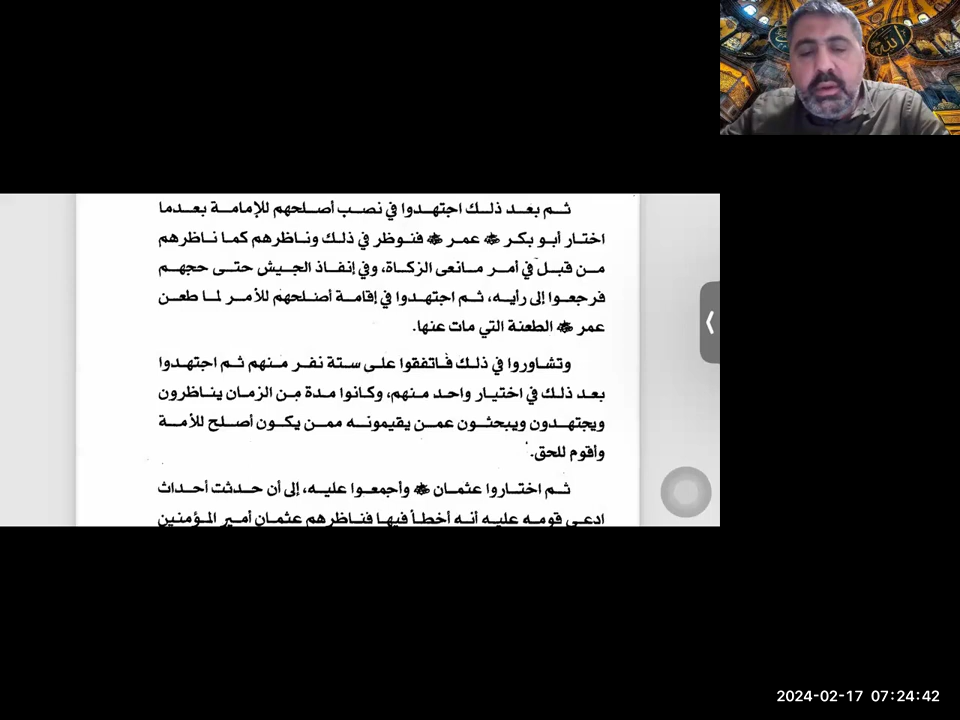 الله
ثم بعد ذلك اجتهدوا في نصب أصلحهم للإمامة بعدما
اختار أبو بكر ﷺ عمر ﷺ فنوظر في ذلك وناظرهم كما ناظرهم
من قبل في أمر مانعى الزكاة، وفي إنفاذ الجيش حتى حجهم
فرجعوا إلى رأيه، ثم اجتهدوا في إقامة أصلحهم للأمر لما طعن
عمر ﷺ الطعنة التي مات عنها.
وتشاوروا في ذلك فاتفقوا على ستة نفر منهم ثم اجتهدوا
بعد ذلك في اختيار واحد منهم، وكانوا مدة من الزمان يناظرون
ويجتهدون ويبحثون عمن يقيمونه ممن يكون أصلح للأمة
وأقوم للحق.
ثم اختاروا عثمان ﷺ وأجمعوا عليه، إلى أن حدثت أحداث
ادعى قومه عليه أنه أخطأ فيها فناظرهم عثمان أمير المؤمنين
2024-02-17 07:24:42